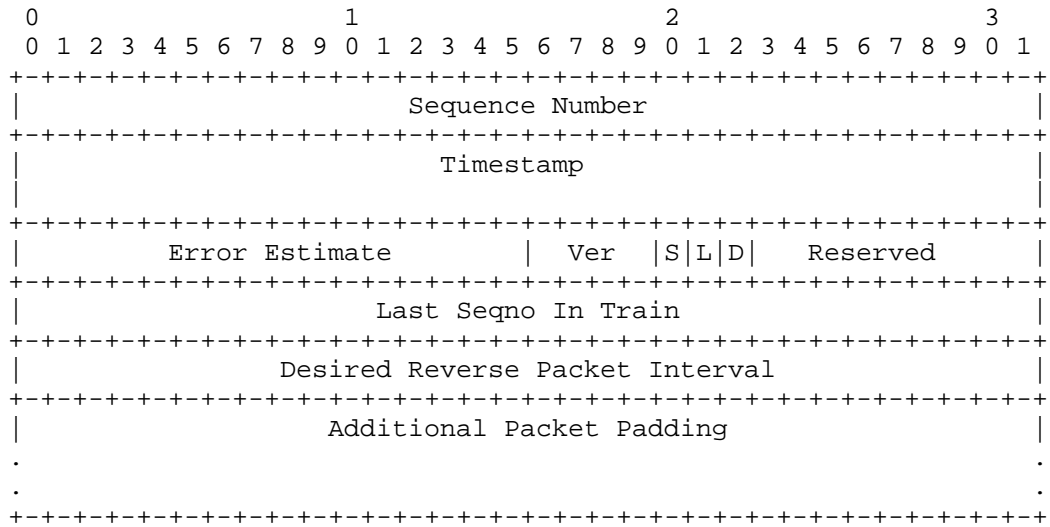 0                   1                   2                   3
 0 1 2 3 4 5 6 7 8 9 0 1 2 3 4 5 6 7 8 9 0 1 2 3 4 5 6 7 8 9 0 1
+-+-+-+-+-+-+-+-+-+-+-+-+-+-+-+-+-+-+-+-+-+-+-+-+-+-+-+-+-+-+-+-+
|                        Sequence Number                        |
+-+-+-+-+-+-+-+-+-+-+-+-+-+-+-+-+-+-+-+-+-+-+-+-+-+-+-+-+-+-+-+-+
|                          Timestamp                            |
|                                                               |
+-+-+-+-+-+-+-+-+-+-+-+-+-+-+-+-+-+-+-+-+-+-+-+-+-+-+-+-+-+-+-+-+
|         Error Estimate        |  Ver  |S|L|D|   Reserved      |
+-+-+-+-+-+-+-+-+-+-+-+-+-+-+-+-+-+-+-+-+-+-+-+-+-+-+-+-+-+-+-+-+
|                      Last Seqno In Train                      |
+-+-+-+-+-+-+-+-+-+-+-+-+-+-+-+-+-+-+-+-+-+-+-+-+-+-+-+-+-+-+-+-+
|                Desired Reverse Packet Interval                |
+-+-+-+-+-+-+-+-+-+-+-+-+-+-+-+-+-+-+-+-+-+-+-+-+-+-+-+-+-+-+-+-+
|                   Additional Packet Padding                   |
.                                                               .
.                                                               .
+-+-+-+-+-+-+-+-+-+-+-+-+-+-+-+-+-+-+-+-+-+-+-+-+-+-+-+-+-+-+-+-+